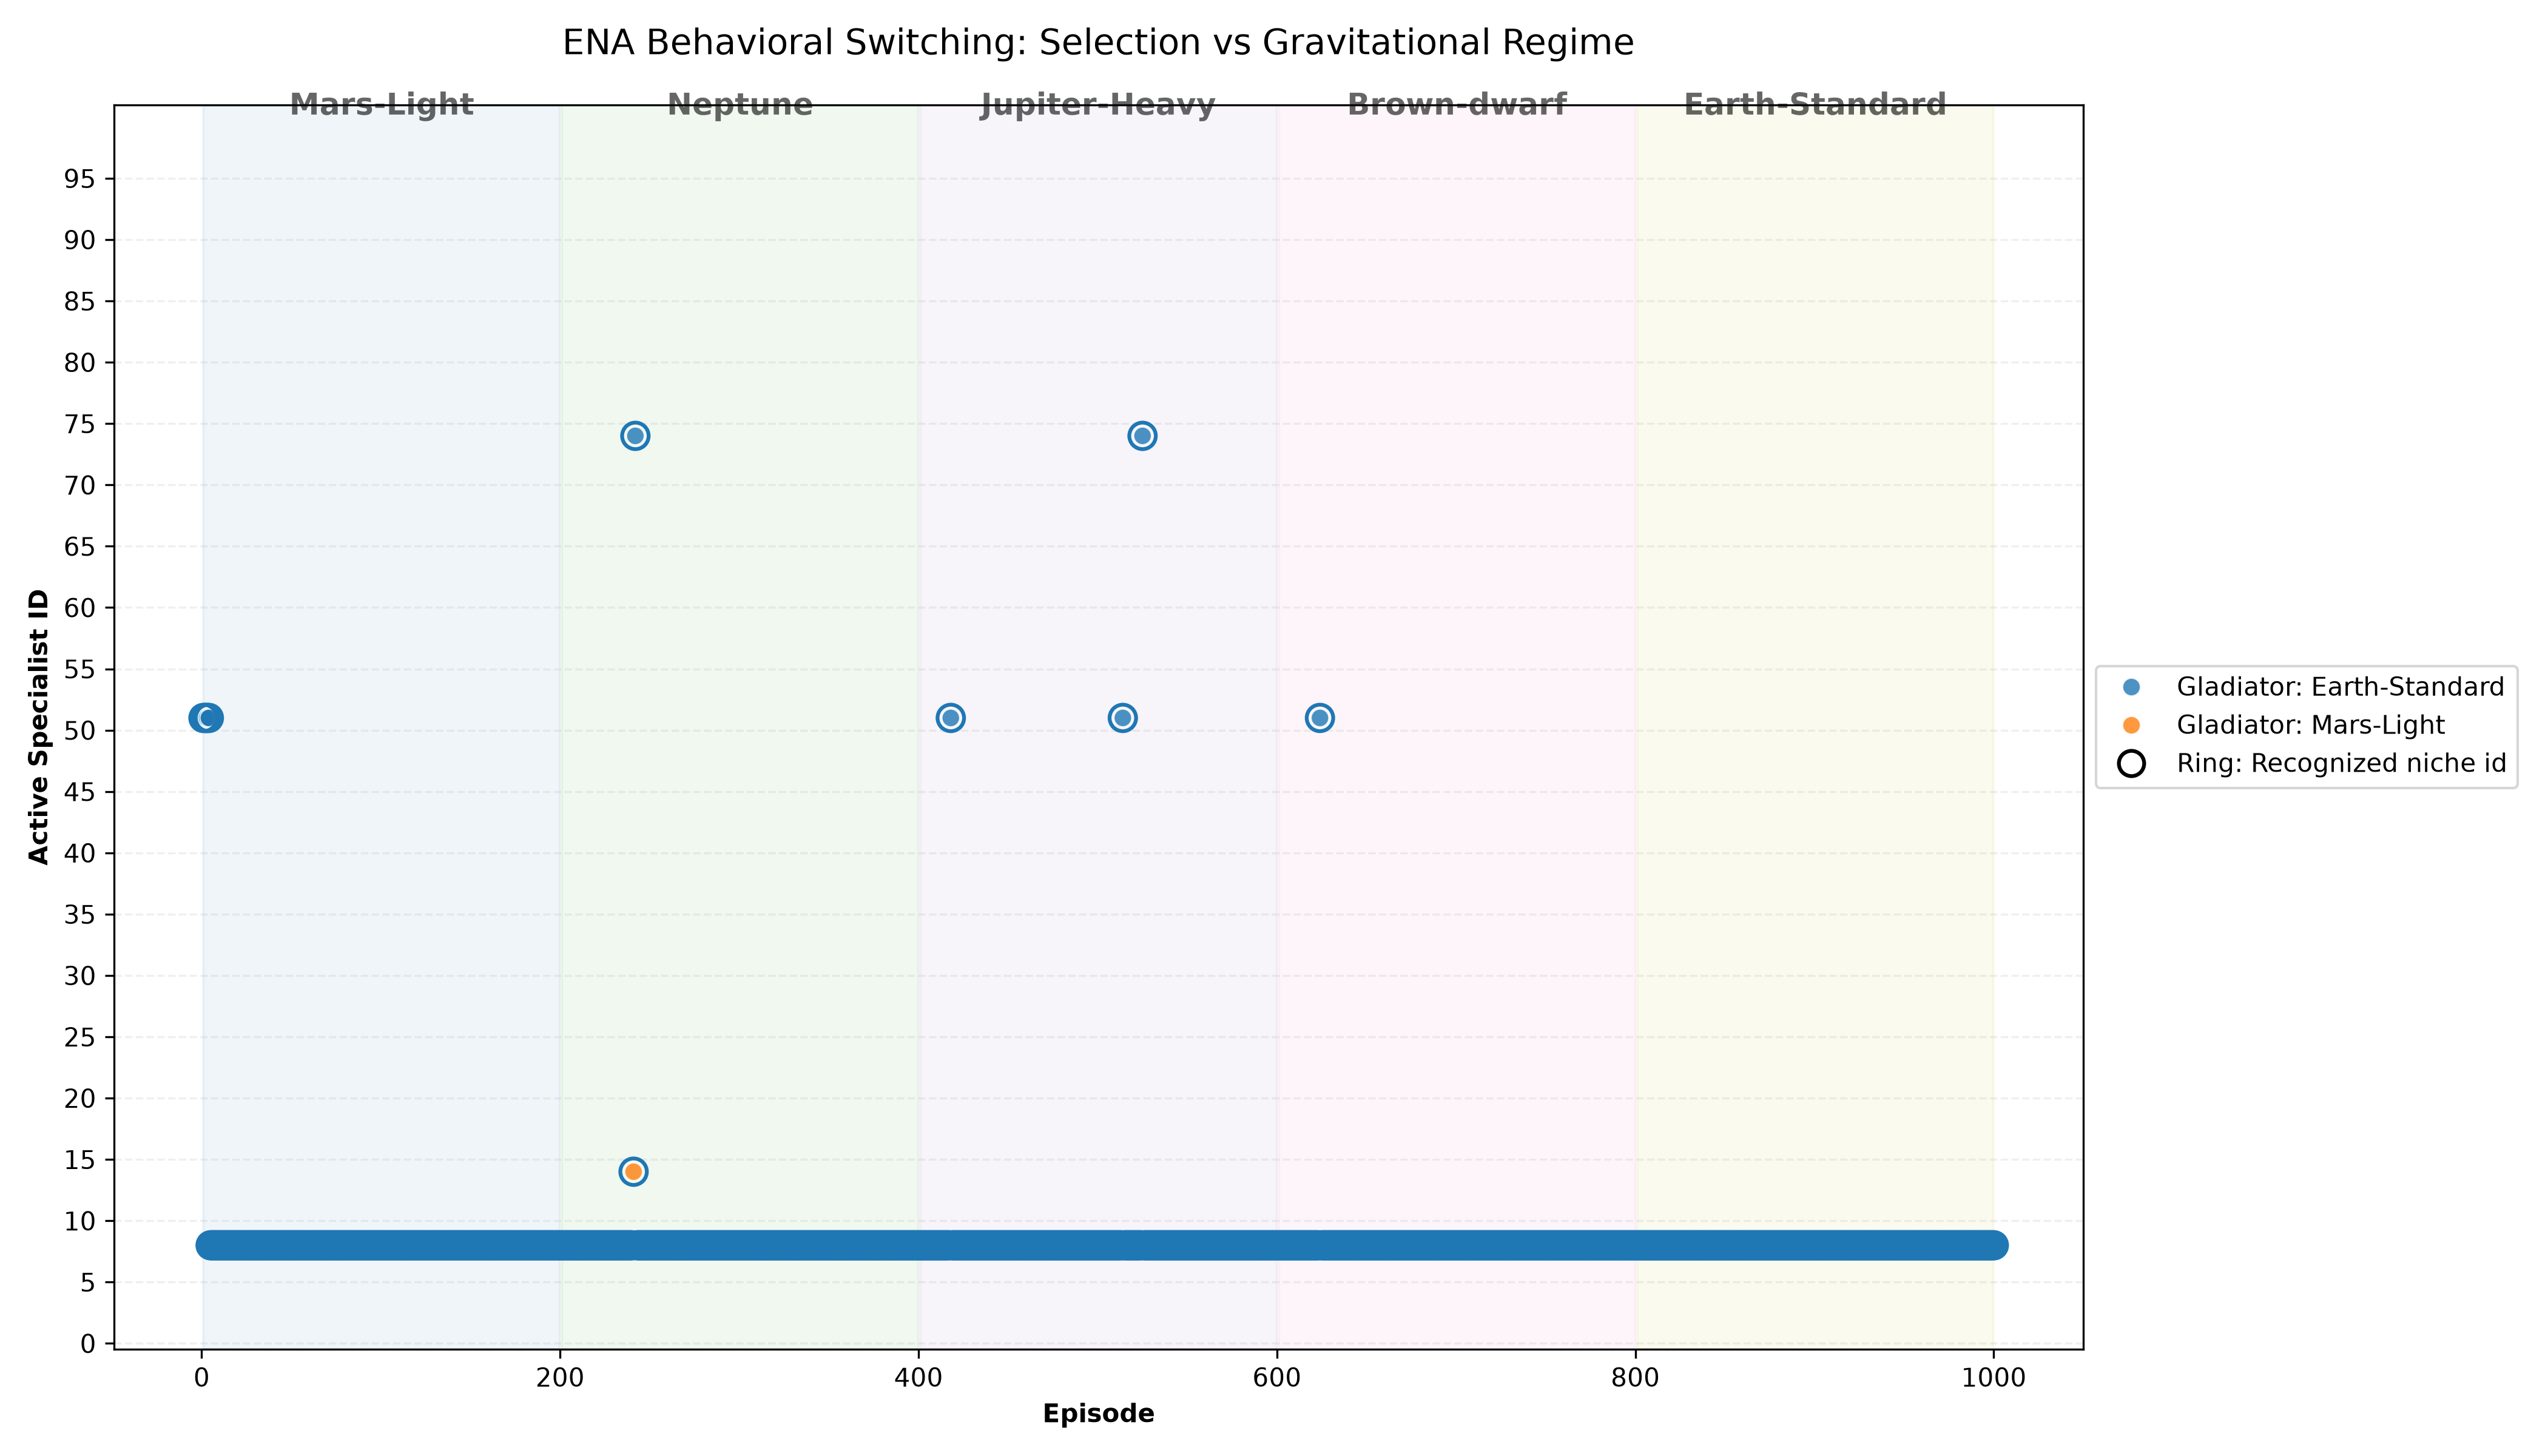 ENA Behavioral Switching: Selection vs Gravitational Regime
Mars-Light
Neptune
Jupiter-Heavy
Brown-dwarf
Earth-Standard
95
90
85
80
75
70
65
60
55
50
45
40
35
30
25
20
15
10
5
0
Active Specialist ID
0
200
400
600
800
1000
Episode
Gladiator: Earth-Standard
Gladiator: Mars-Light
Ring: Recognized niche id